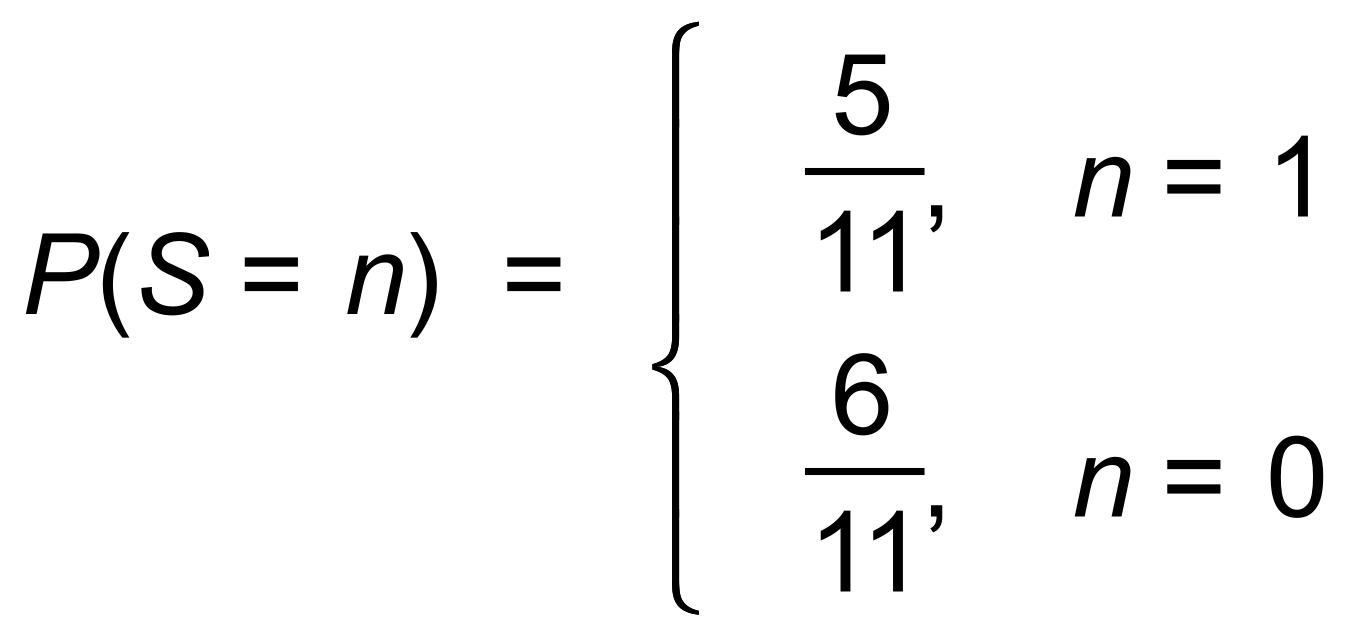 P(S = n) = {
5/11, n = 1
6/11, n = 0